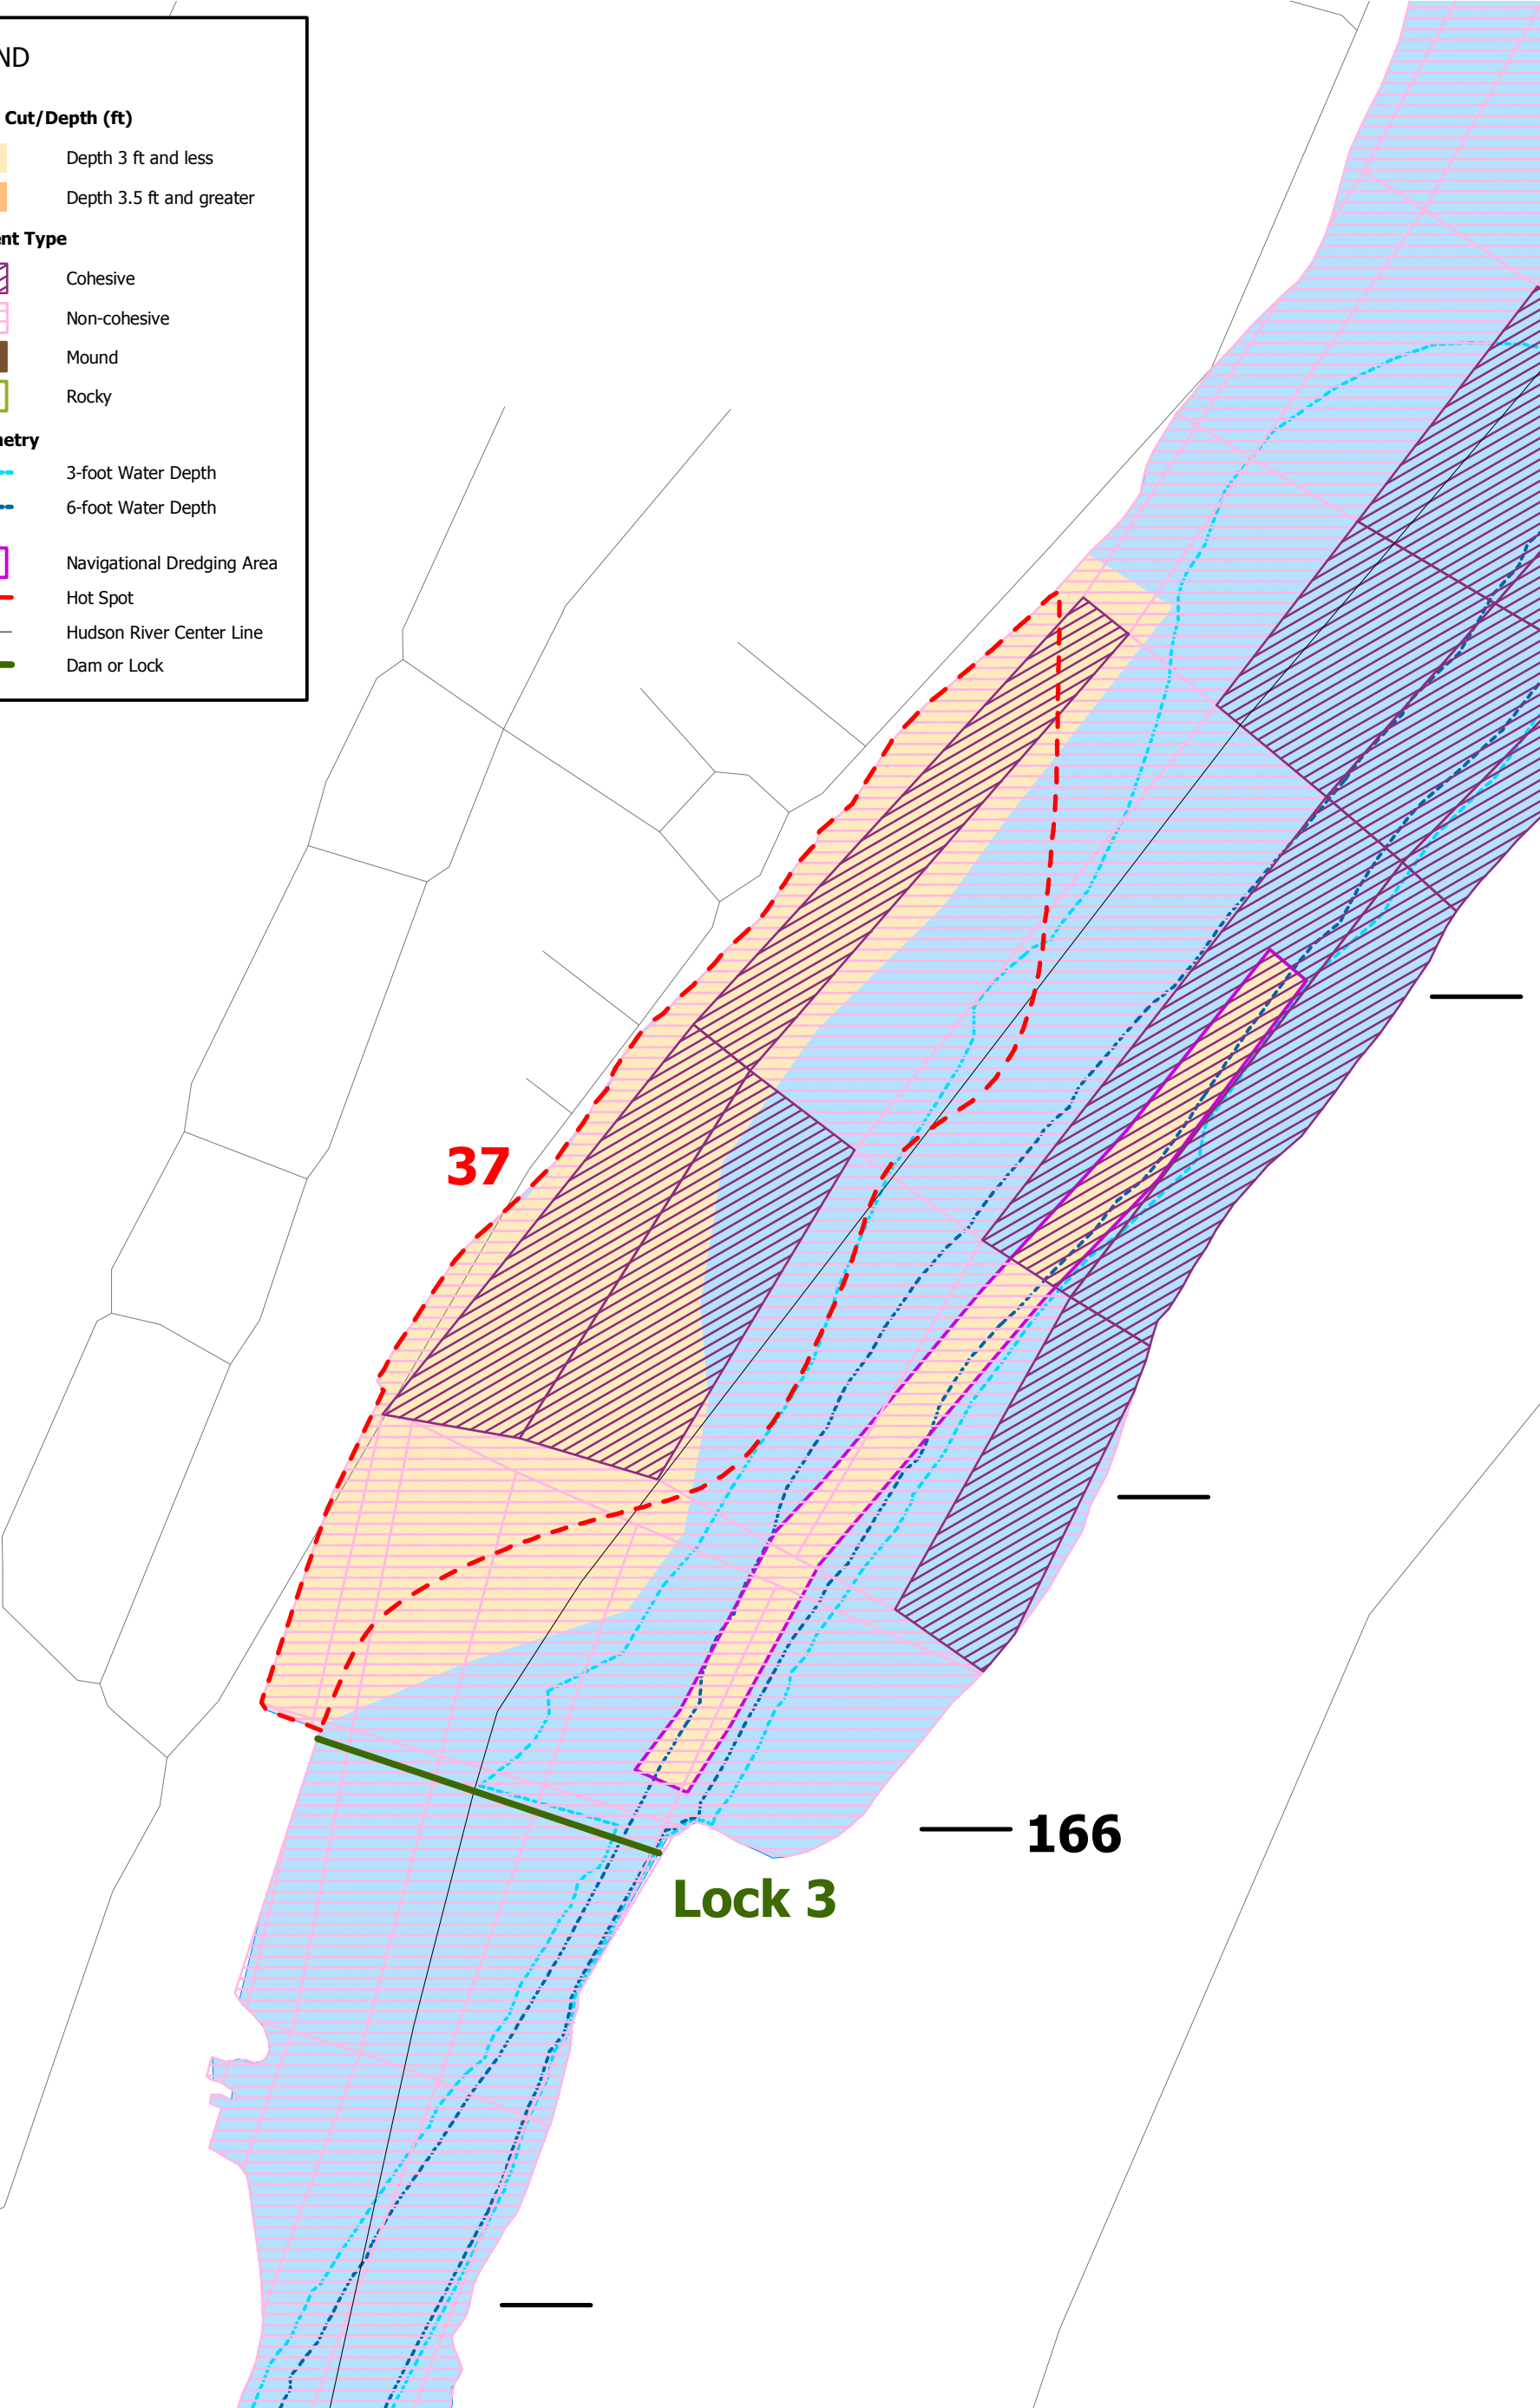 ND
Cut/Depth (ft)
Depth 3 ft and less
Depth 3.5 ft and greater
ent Type
Cohesive
Non-cohesive
Mound
Rocky
netry
3-foot Water Depth
6-foot Water Depth
Navigational Dredging Area
Hot Spot
Hudson River Center Line
Dam or Lock
37
166
Lock 3